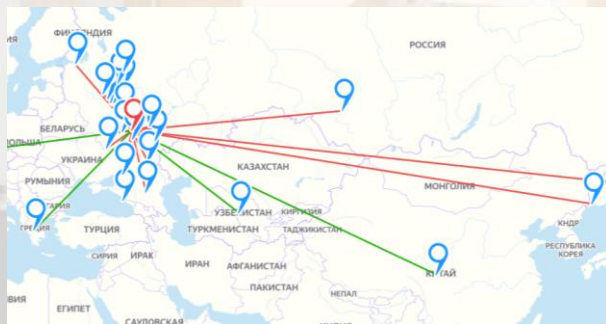 ФИНЛЯНДИЯ
РОССИЯ
БЕЛАРУСЬ
ПОЛЬША
УКРАИНА
КАЗАХСТАН
РУМЫНИЯ
МОНГОЛИЯ
ГРЕЦИЯ
ТУРЦИЯ
УЗБЕКИСТАН
КИРГИЗИЯ
ТУРКМЕНИСТАН
ТАДЖИКИСТАН
КНДР
РЕСПУБЛИКА
КОРЕЯ
СИРИЯ
ИРАК
ИРАН
АФГАНИСТАН
КИТАЙ
ПАКИСТАН
НЕПАЛ
ЕГИПЕТ
САУДОВСКАЯ